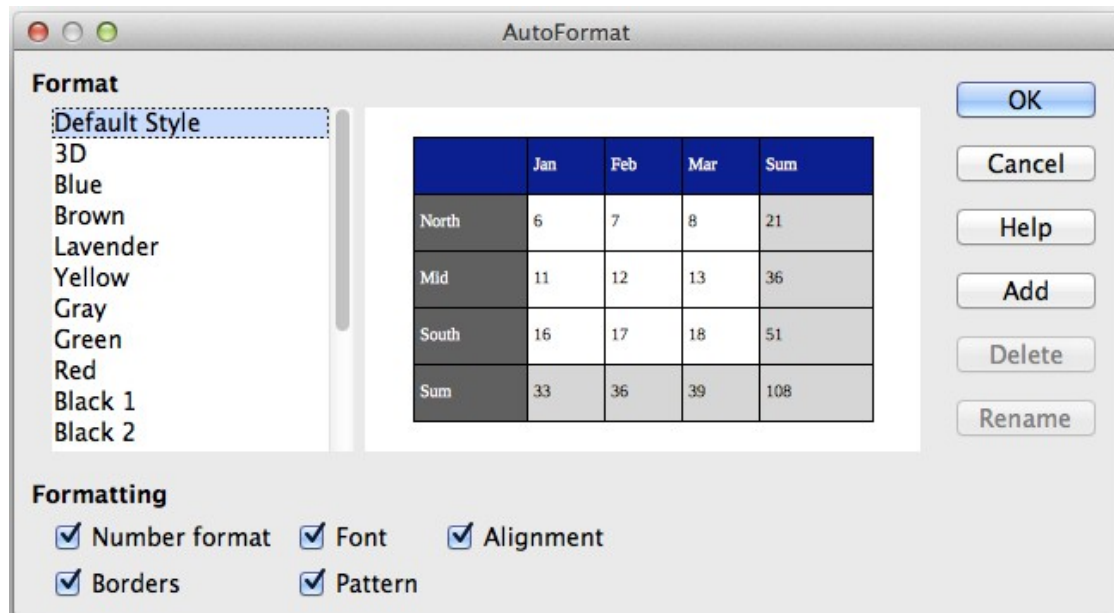 AutoFormat
Format
Default Style
3D
Blue
Brown
Lavender
Yellow
Gray
Green
Red
Black 1
Black 2
Jan Feb Mar Sum
North 6 7 8 21
Mid 11 12 13 36
South 16 17 18 51
Sum 33 36 39 108
OK
Cancel
Help
Add
Delete
Rename
Formatting
Number format Font Alignment
Borders Pattern